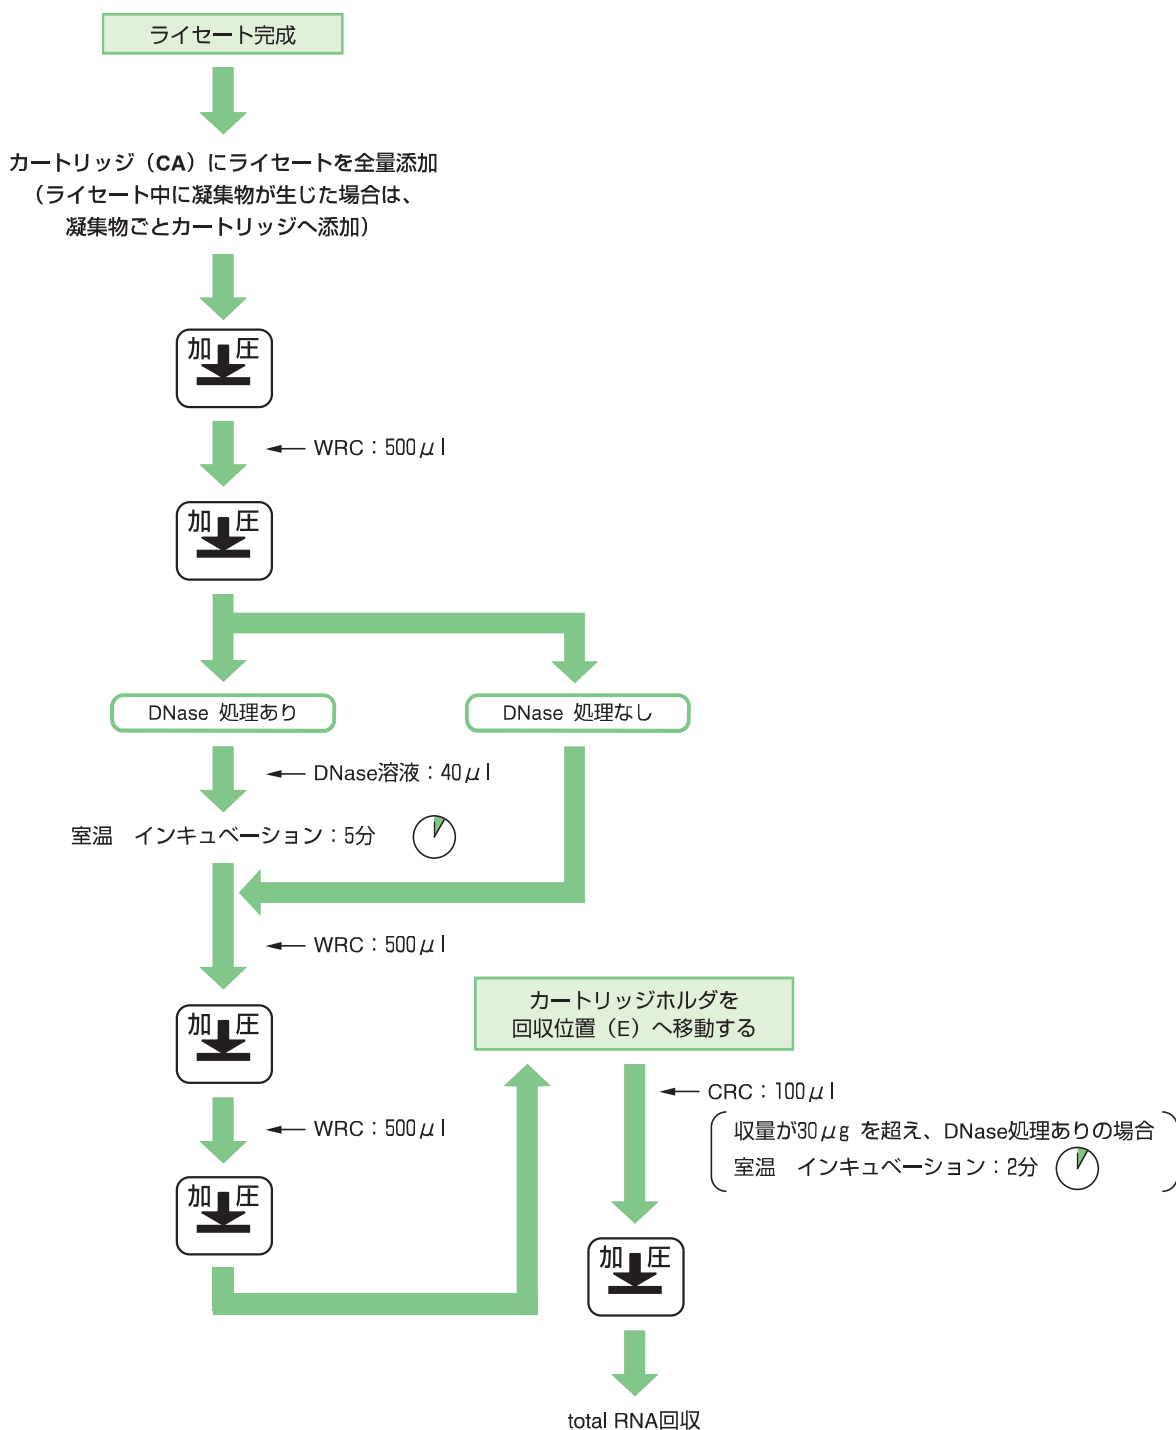 ライセート完成
カートリッジ（CA）にライセートを全量添加
（ライセート中に凝集物が生じた場合は、
凝集物ごとカートリッジへ添加）
加 圧
WRC：500μl
加 圧
DNase 処理あり
DNase 処理なし
DNase溶液：40μl
室温　インキュベーション：5分
WRC：500μl
加 圧
WRC：500μl
加 圧
カートリッジホルダを
回収位置（E）へ移動する
CRC：100μl
収量が30μg を超え、DNase処理ありの場合
室温　インキュベーション：2分
加 圧
total RNA回収